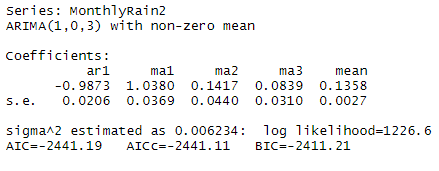 Series: MonthlyRain2
ARIMA(1,0,3) with non-zero mean
Coefficients:
ar1 ma1 ma2 ma3 mean
-0.9873 1.0380 0.1417 0.0839 0.1358
s.e. 0.0206 0.0369 0.0440 0.0310 0.0027
sigma^2 estimated as 0.006234: log likelihood=1226.6
AIC=-2441.19 AICc=-2441.11 BIC=-2411.21